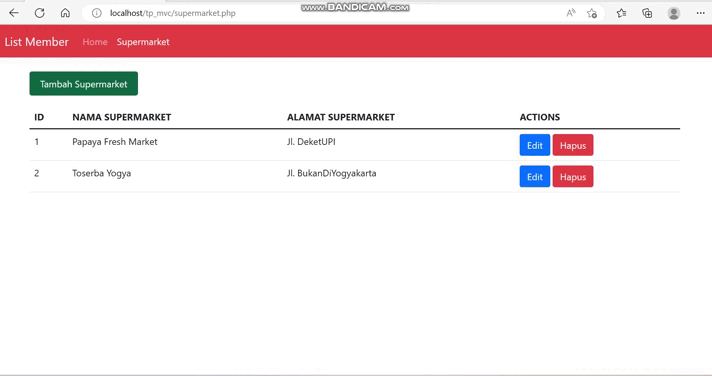 www.BANDICAM.com
localhost/tp_mvc/supermarket.php
List Member Home Supermarket
Tambah Supermarket
ID NAMA SUPERMARKET ALAMAT SUPERMARKET ACTIONS
1 Papaya Fresh Market Jl. DeketUPI Edit Hapus
2 Toserba Yogya Jl. BukanDiYogyakarta Edit Hapus